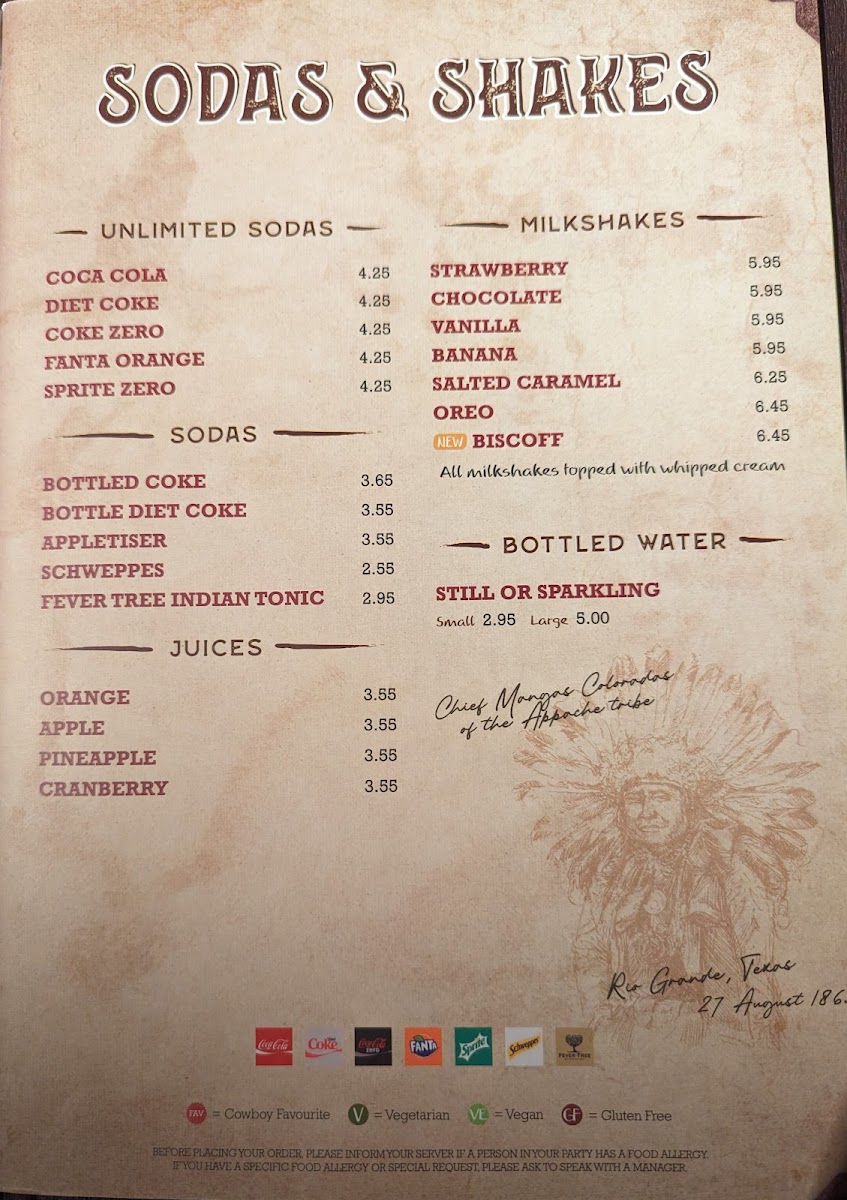 SODAS & SHAKES
UNLIMITED SODAS
COCA COLA 4.25
DIET COKE 4.25
COKE ZERO 4.25
FANTA ORANGE 4.25
SPRITE ZERO 4.25
SODAS
BOTTLED COKE 3.65
BOTTLE DIET COKE 3.55
APPLETISER 3.55
SCHWEPPES 2.55
FEVER TREE INDIAN TONIC 2.95
JUICES
ORANGE 3.55
APPLE 3.55
PINEAPPLE 3.55
CRANBERRY 3.55
MILKSHAKES
STRAWBERRY 5.95
CHOCOLATE 5.95
VANILLA 5.95
BANANA 5.95
SALTED CARAMEL 6.25
OREO 6.45
NEW BISCOFF 6.45
All milkshakes topped with whipped cream
BOTTLED WATER
STILL OR SPARKLING
Small 2.95 Large 5.00
Chief Mangas Coloradas
of the Appache tribe
Rio Grande, Texas
27 August 186
Coca-Cola Coke Coca-Cola zero FANTA Sprite Schweppes FEVER-TREE
FAV = Cowboy Favourite V = Vegetarian VE = Vegan GF = Gluten Free
BEFORE PLACING YOUR ORDER, PLEASE INFORM YOUR SERVER IF A PERSON IN YOUR PARTY HAS A FOOD ALLERGY.
IF YOU HAVE A SPECIFIC FOOD ALLERGY OR SPECIAL REQUEST, PLEASE ASK TO SPEAK WITH A MANAGER.